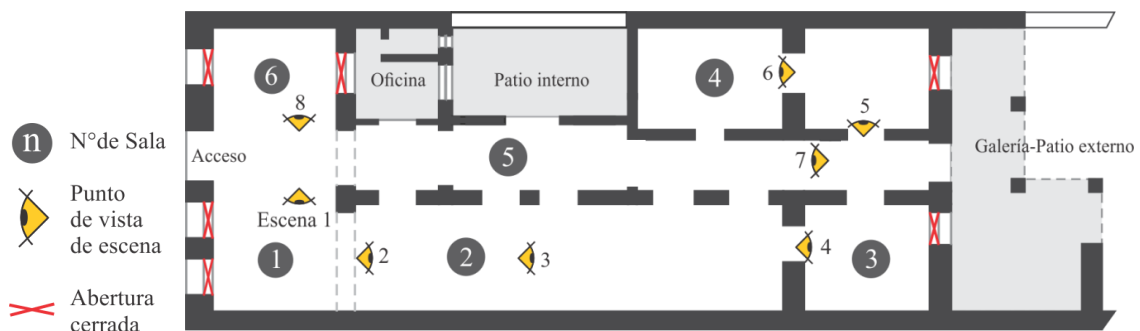 n N°de Sala
Punto
de vista
de escena
Abertura
cerrada
6
8
Oficina
Patio interno
4
6
5
Acceso
5
7
Galería-Patio externo
Escena 1
1
2
2
3
4
3